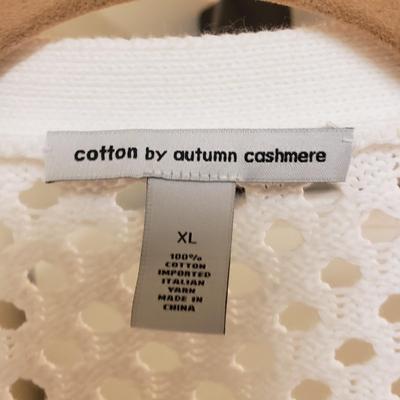 cotton by autumn cashmere
XL
100%
COTTON
IMPORTED
ITALIAN
YARN
MADE IN
CHINA